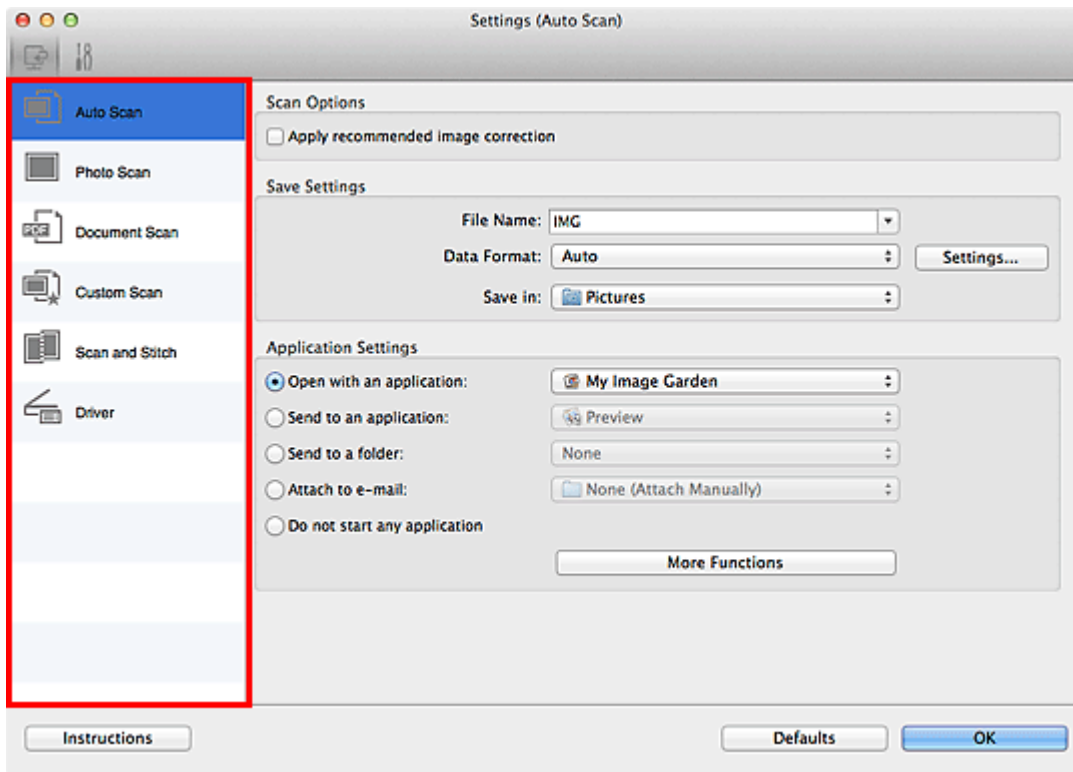 Settings (Auto Scan)
Auto Scan
Photo Scan
PDF
Document Scan
Custom Scan
Scan and Stitch
Driver
Scan Options
Apply recommended image correction
Save Settings
File Name: IMG
Data Format: Auto Settings...
Save in: Pictures
Application Settings
Open with an application: My Image Garden
Send to an application: Preview
Send to a folder: None
Attach to e-mail: None (Attach Manually)
Do not start any application
More Functions
Instructions Defaults OK